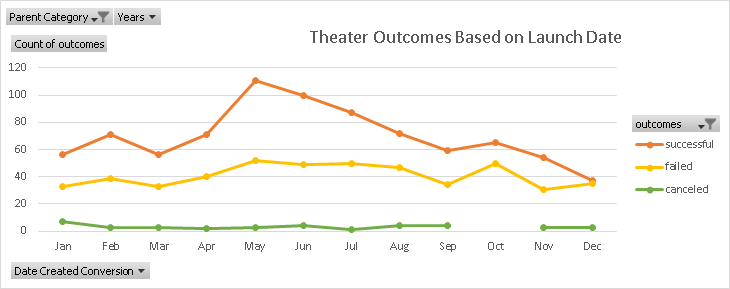 Parent Category Years
Count of outcomes
Theater Outcomes Based on Launch Date
120
100
80
60
40
20
0
Jan Feb Mar Apr May Jun Jul Aug Sep Oct Nov Dec
outcomes
successful
failed
canceled
Date Created Conversion